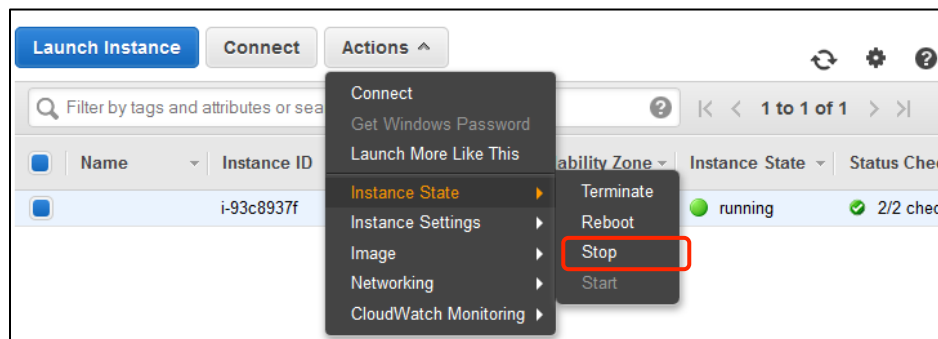 Launch Instance Connect Actions
Filter by tags and attributes or sea
1 to 1 of 1
Connect
Get Windows Password
Launch More Like This
Name Instance ID ability Zone Instance State Status Chec
Instance State Terminate
i-93c8937f running 2/2 chec
Instance Settings Reboot
Image Stop
Networking Start
CloudWatch Monitoring